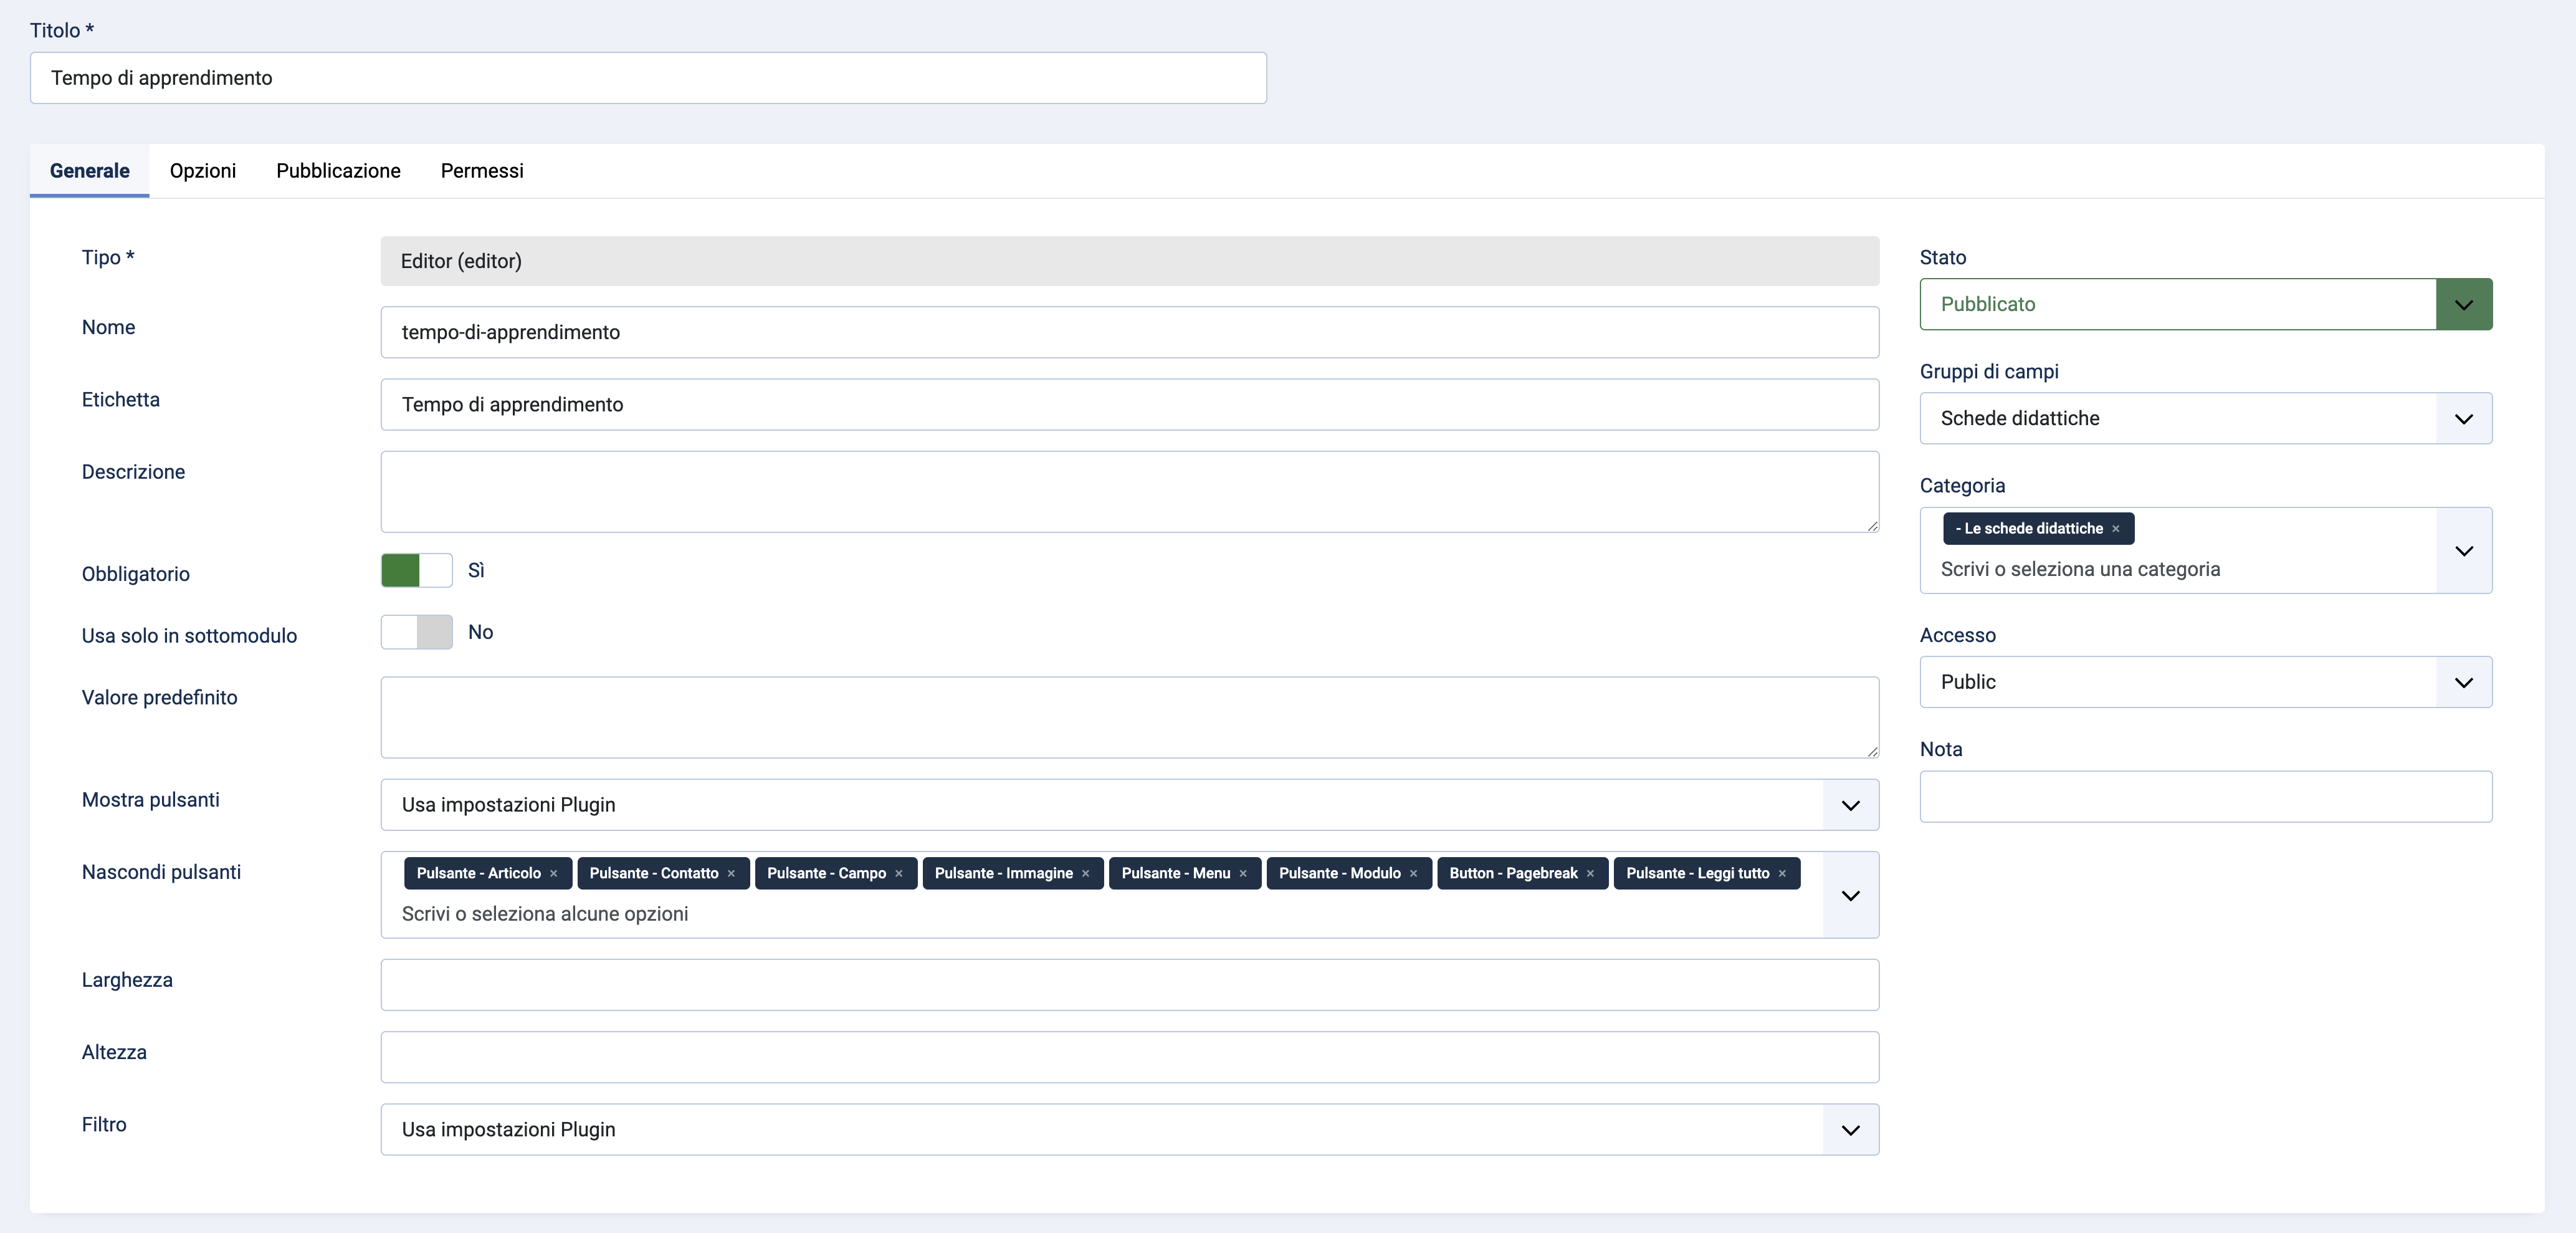 Titolo *
Tempo di apprendimento
Generale Opzioni Pubblicazione Permessi
Tipo *
Editor (editor)
Nome
tempo-di-apprendimento
Etichetta
Tempo di apprendimento
Descrizione
Obbligatorio
Sì
Usa solo in sottomodulo
No
Valore predefinito
Mostra pulsanti
Usa impostazioni Plugin
Nascondi pulsanti
Pulsante - Articolo × Pulsante - Contatto × Pulsante - Campo × Pulsante - Immagine × Pulsante - Menu × Pulsante - Modulo × Button - Pagebreak × Pulsante - Leggi tutto ×
Scrivi o seleziona alcune opzioni
Larghezza
Altezza
Filtro
Usa impostazioni Plugin
Stato
Pubblicato
Gruppi di campi
Schede didattiche
Categoria
- Le schede didattiche ×
Scrivi o seleziona una categoria
Accesso
Public
Nota